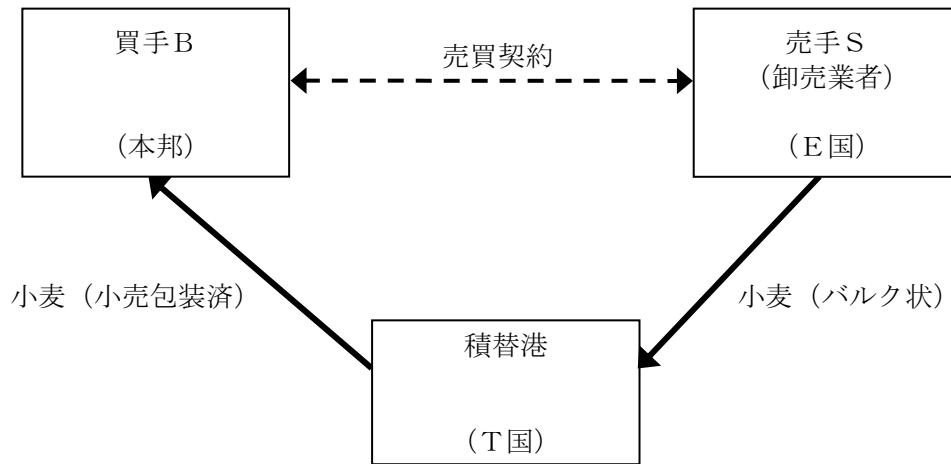 買手Ｂ
（本邦）
売買契約
売手Ｓ
（卸売業者）
（Ｅ国）
小麦（小売包装済）
小麦（バルク状）
積替港
（Ｔ国）